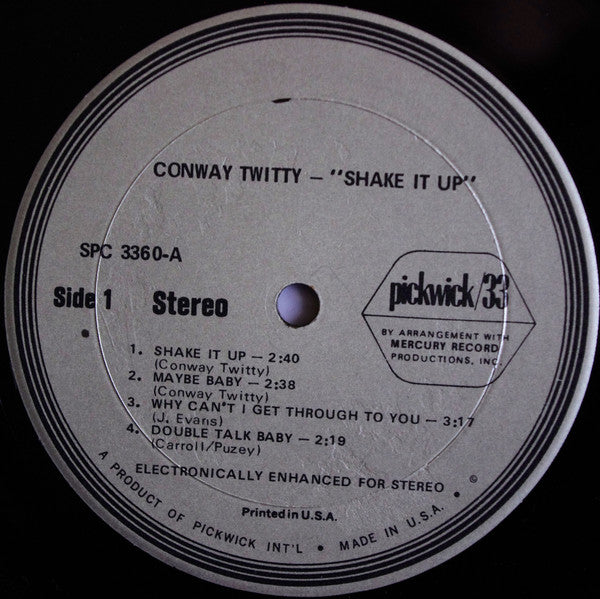 CONWAY TWITTY — "SHAKE IT UP"
SPC 3360-A
Side 1 Stereo
pickwick/33
BY ARRANGEMENT WITH
MERCURY RECORD
PRODUCTIONS, INC.
1. SHAKE IT UP — 2:40
(Conway Twitty)
2. MAYBE BABY — 2:38
(Conway Twitty)
3. WHY CAN'T I GET THROUGH TO YOU — 3:17
(J. Evans)
4. DOUBLE TALK BABY — 2:19
(Carroll/Puzey)
ELECTRONICALLY ENHANCED FOR STEREO
Printed in U.S.A.
A PRODUCT OF PICKWICK INT'L • MADE IN U.S.A. • ©